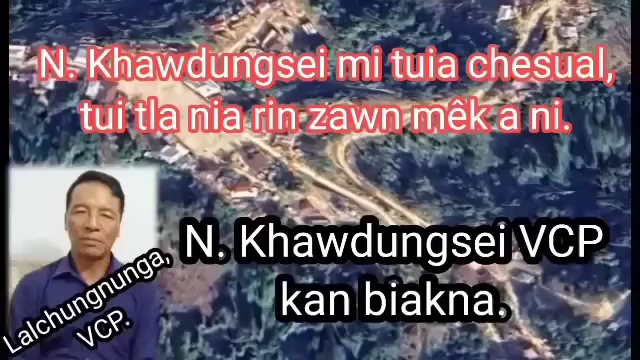 N. Khawdungsei mi tuia chesual,
tui tla nia rin zawn mêk a ni.
N. Khawdungsei VCP
kan biakna.
Lalchungnunga,
VCP.